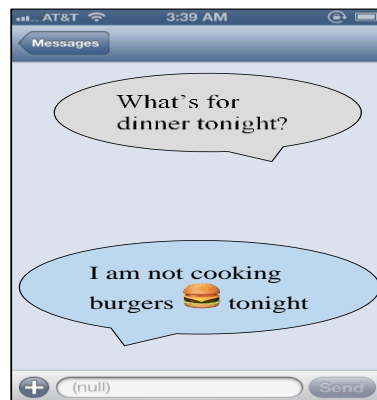 AT&T 3:39 AM
Messages
What's for
dinner tonight?
I am not cooking
burgers 🍔 tonight
(null)
Send